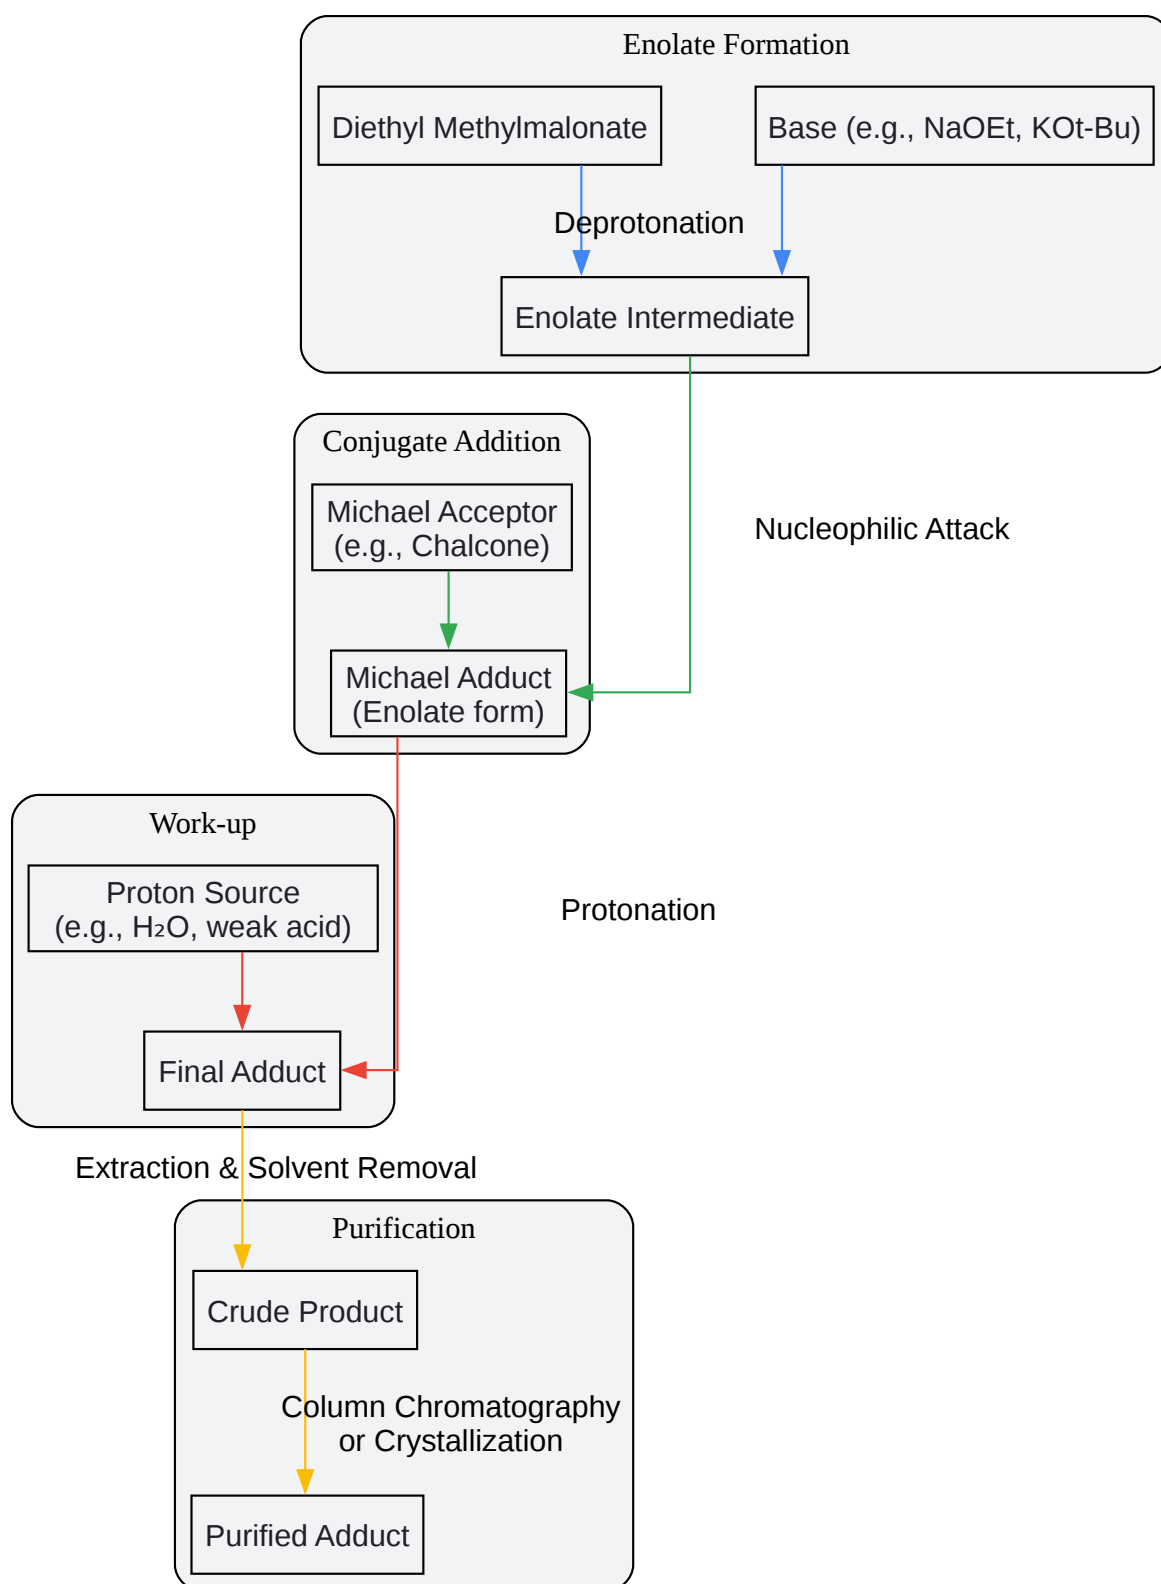 Enolate Formation
Diethyl Methylmalonate
Base (e.g., NaOEt, KOt-Bu)
Deprotonation
Enolate Intermediate
Conjugate Addition
Michael Acceptor
(e.g., Chalcone)
Nucleophilic Attack
Michael Adduct
(Enolate form)
Work-up
Proton Source
(e.g., H₂O, weak acid)
Protonation
Final Adduct
Extraction & Solvent Removal
Purification
Crude Product
Column Chromatography
or Crystallization
Purified Adduct